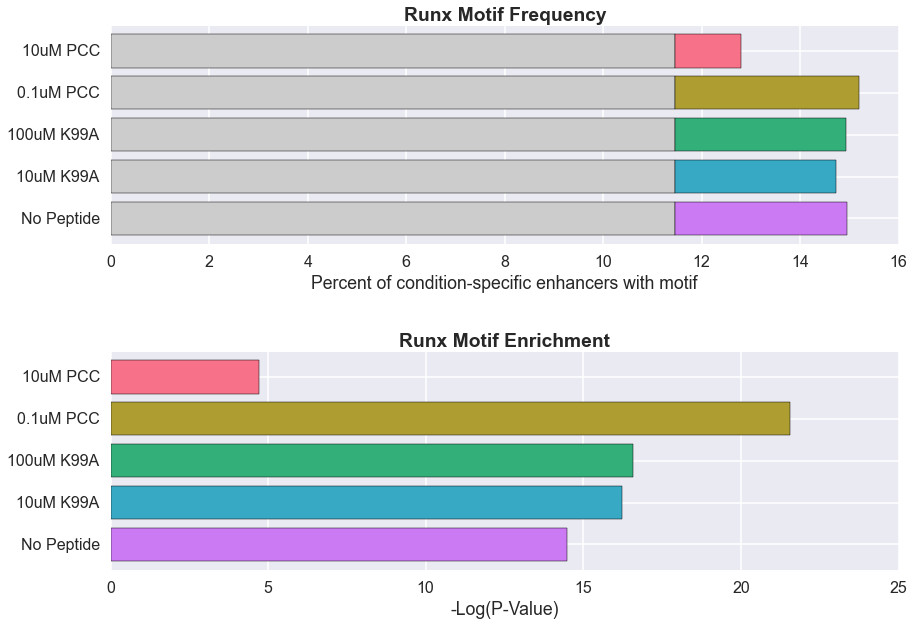 Runx Motif Frequency
10uM PCC
0.1uM PCC
100uM K99A
10uM K99A
No Peptide
0 2 4 6 8 10 12 14 16
Percent of condition-specific enhancers with motif
Runx Motif Enrichment
10uM PCC
0.1uM PCC
100uM K99A
10uM K99A
No Peptide
0 5 10 15 20 25
-Log(P-Value)